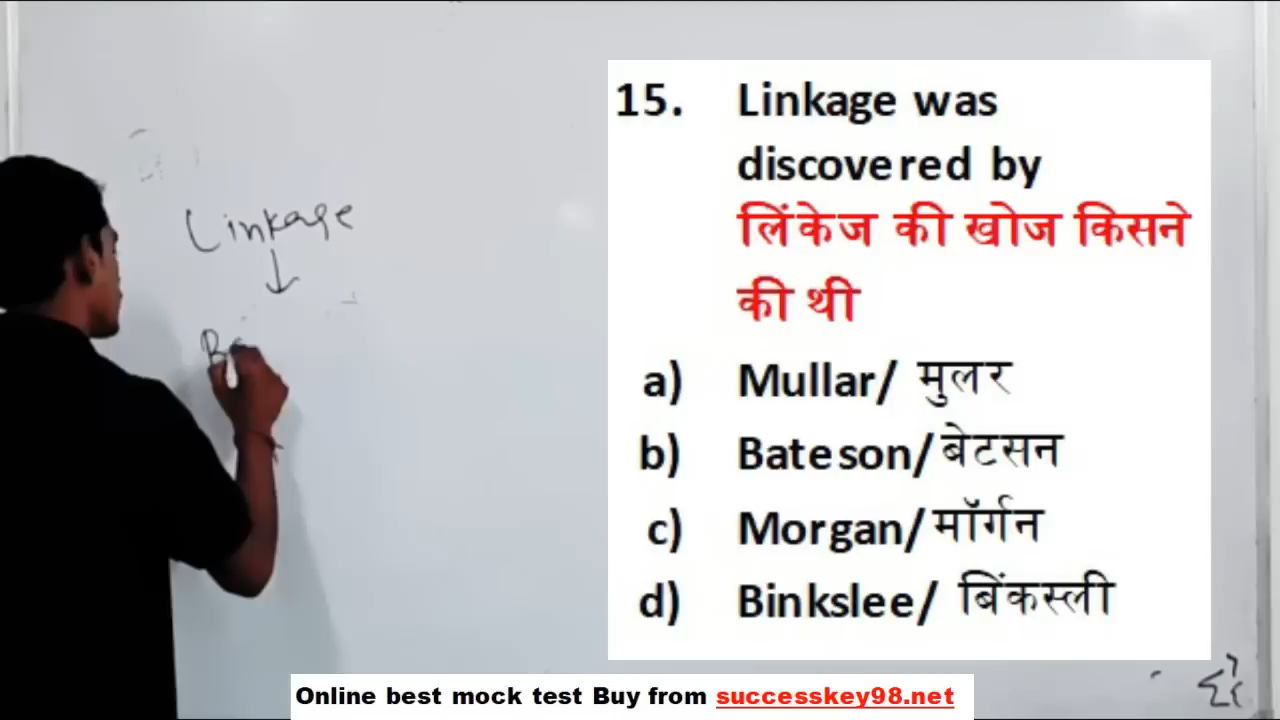 Linkage
15. Linkage was
discovered by
लिंकेज की खोज किसने
की थी
a) Mullar/ मुलर
b) Bateson/बेटसन
c) Morgan/मॉर्गन
d) Binkslee/ बिंकस्ली
Online best mock test Buy from successkey98.net